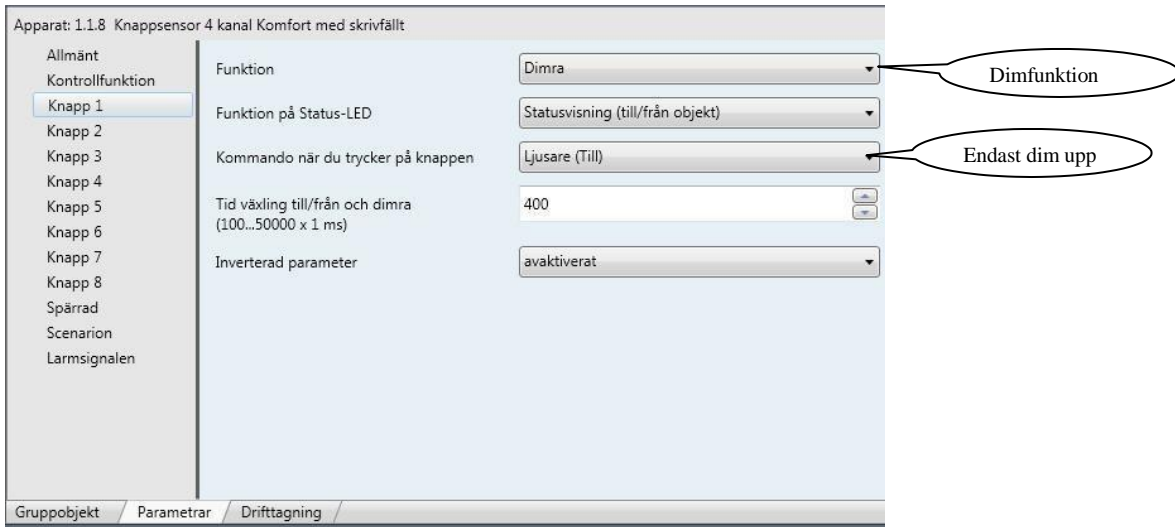 Apparat: 1.1.8 Knappsensor 4 kanal Komfort med skrivfällt
Allmänt
Kontrollfunktion
Knapp 1
Knapp 2
Knapp 3
Knapp 4
Knapp 5
Knapp 6
Knapp 7
Knapp 8
Spärrad
Scenarion
Larmsignalen
Funktion
Dimra
Funktion på Status-LED
Statusvisning (till/från objekt)
Kommando när du trycker på knappen
Ljusare (Till)
Tid växling till/från och dimra
(100...50000 x 1 ms)
400
Inverterad parameter
avaktiverat
Dimfunktion
Endast dim upp
Gruppobjekt
Parametrar
Drifttagning